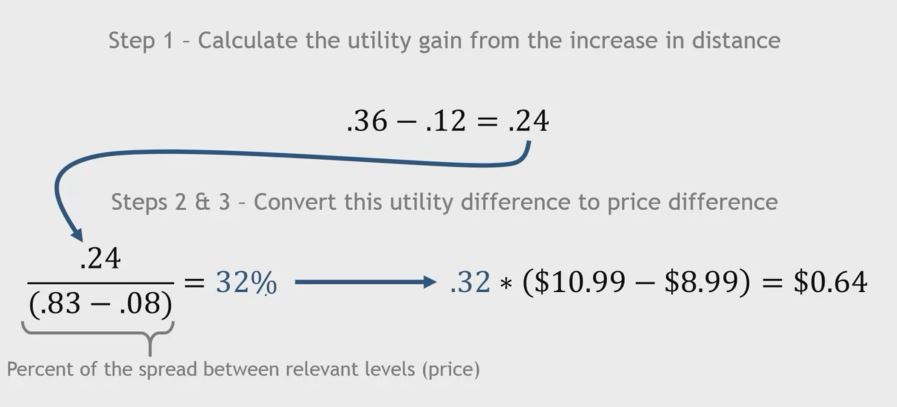 Step 1 – Calculate the utility gain from the increase in distance
.36 − .12 = .24
Steps 2 & 3 – Convert this utility difference to price difference
.24
(.83 − .08)
= 32%
.32 * ($10.99 − $8.99) = $0.64
Percent of the spread between relevant levels (price)